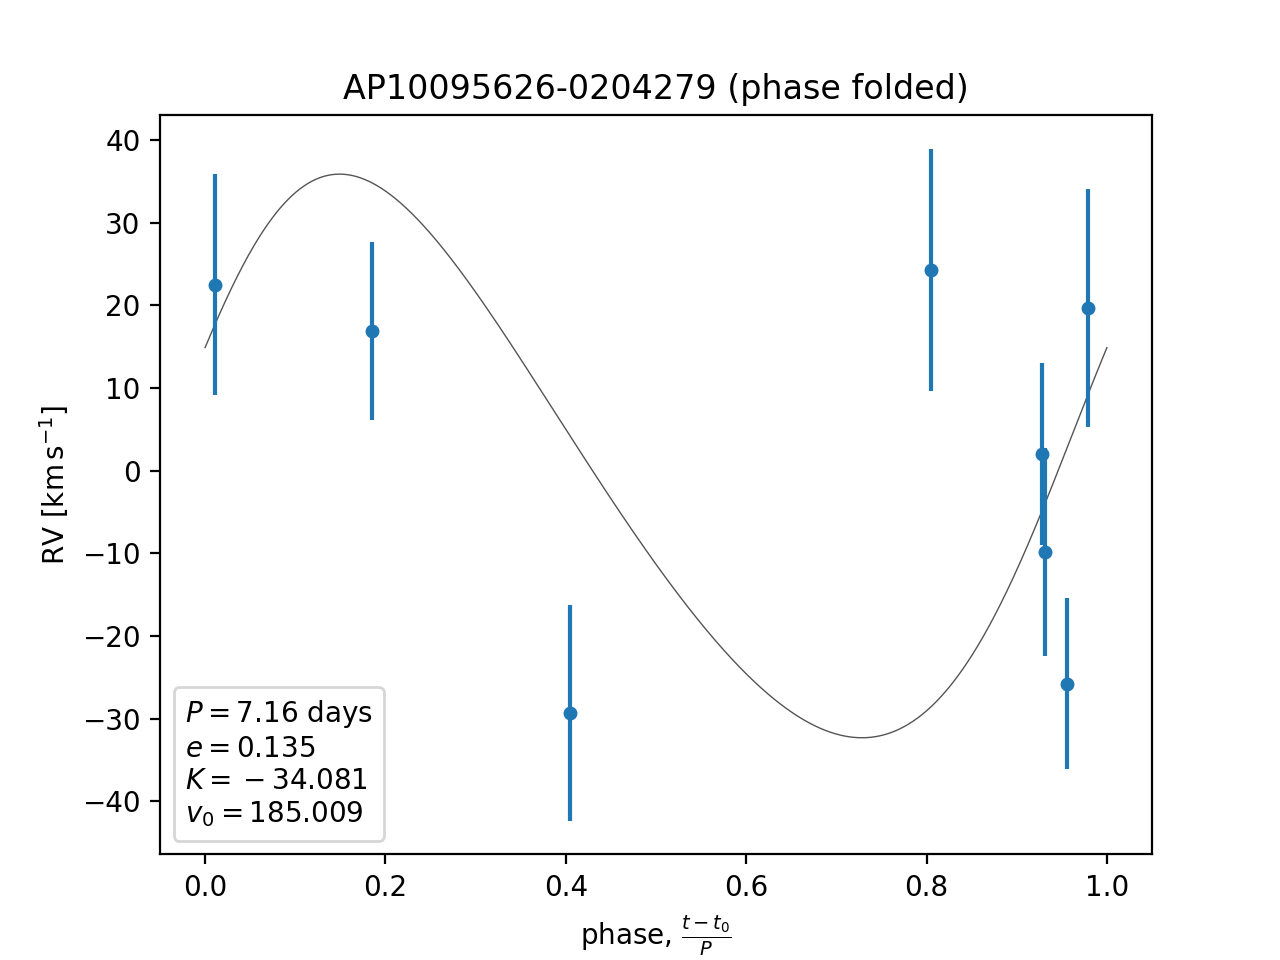 AP10095626-0204279 (phase folded)
40
30
20
10
0
−10
−20
−30
−40
RV [km s⁻¹]
P = 7.16 days
e = 0.135
K = − 34.081
v₀ = 185.009
0.0 0.2 0.4 0.6 0.8 1.0
phase, (t − t₀)/P